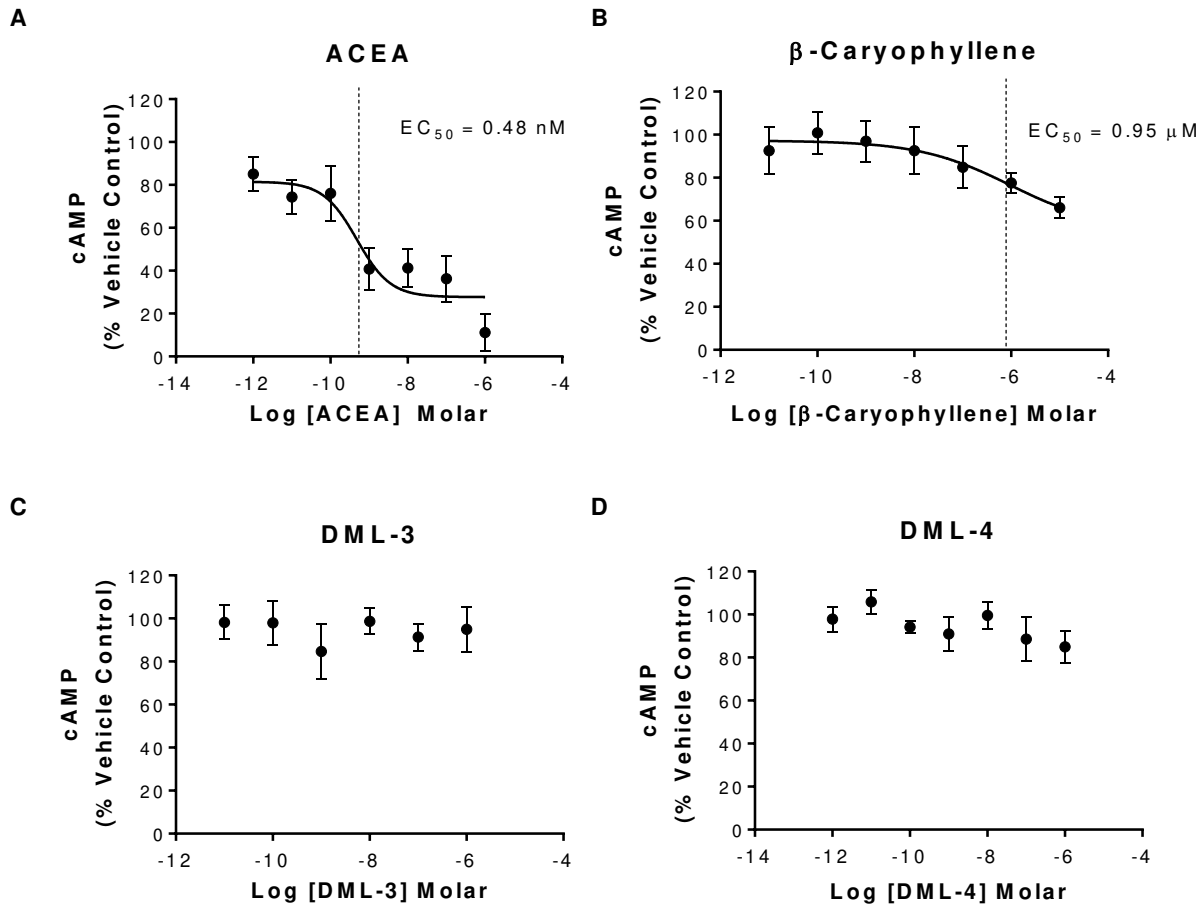 A
ACEA
EC50 = 0.48 nM
cAMP
(% Vehicle Control)
120
100
80
60
40
20
0
-14 -12 -10 -8 -6 -4
Log [ACEA] Molar
B
β-Caryophyllene
EC50 = 0.95 μM
cAMP
(% Vehicle Control)
120
100
80
60
40
20
0
-12 -10 -8 -6 -4
Log [β-Caryophyllene] Molar
C
DML-3
cAMP
(% Vehicle Control)
120
100
80
60
40
20
0
-12 -10 -8 -6 -4
Log [DML-3] Molar
D
DML-4
cAMP
(% Vehicle Control)
120
100
80
60
40
20
0
-14 -12 -10 -8 -6 -4
Log [DML-4] Molar